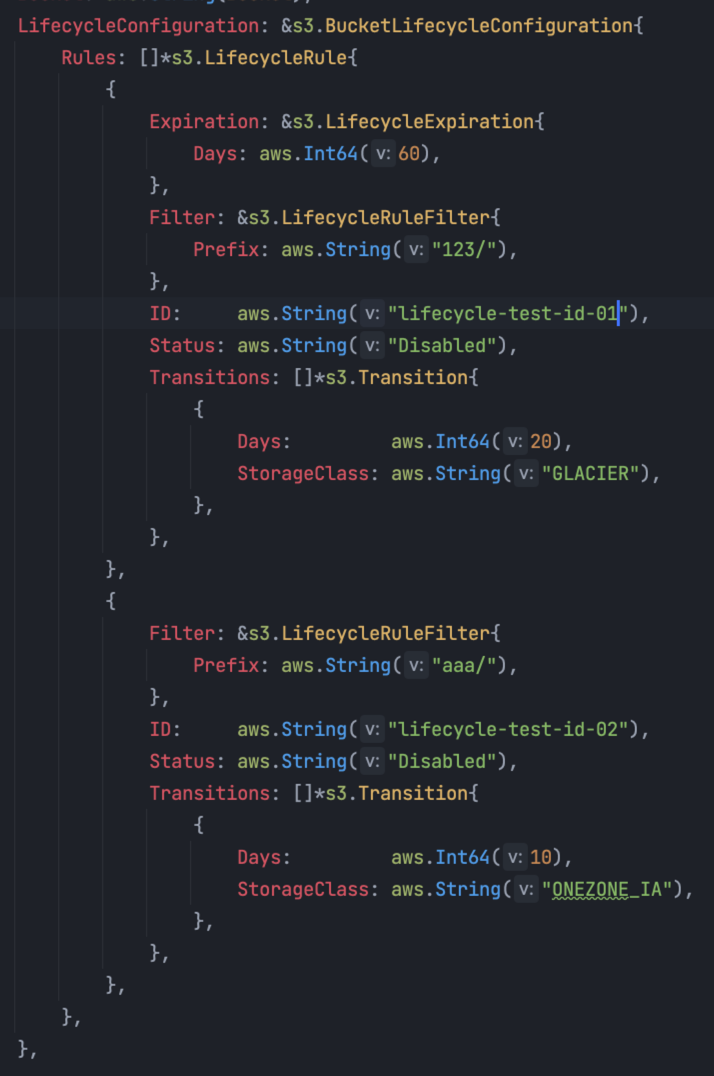 LifecycleConfiguration: &s3.BucketLifecycleConfiguration{
Rules: []*s3.LifecycleRule{
{
Expiration: &s3.LifecycleExpiration{
Days: aws.Int64( v: 60),
},
Filter: &s3.LifecycleRuleFilter{
Prefix: aws.String( v: "123/"),
},
ID: aws.String( v: "lifecycle-test-id-01"),
Status: aws.String( v: "Disabled"),
Transitions: []*s3.Transition{
{
Days: aws.Int64( v: 20),
StorageClass: aws.String( v: "GLACIER"),
},
},
},
{
Filter: &s3.LifecycleRuleFilter{
Prefix: aws.String( v: "aaa/"),
},
ID: aws.String( v: "lifecycle-test-id-02"),
Status: aws.String( v: "Disabled"),
Transitions: []*s3.Transition{
{
Days: aws.Int64( v: 10),
StorageClass: aws.String( v: "ONEZONE_IA"),
},
},
},
},
},